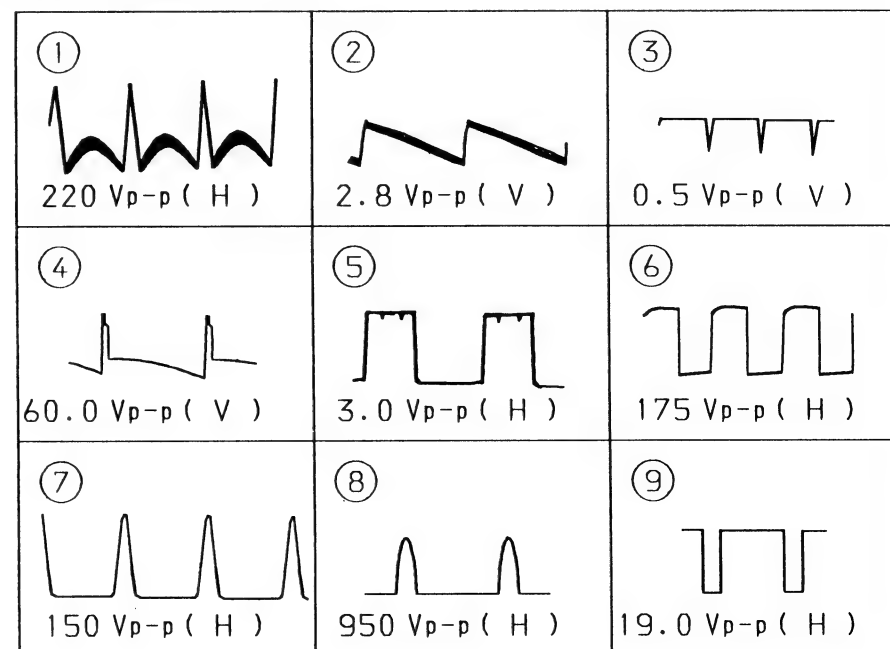 ①
②
③
220 Vp-p ( H )
2.8 Vp-p ( V )
0.5 Vp-p ( V )
④
⑤
⑥
60.0 Vp-p ( V )
3.0 Vp-p ( H )
175 Vp-p ( H )
⑦
⑧
⑨
150 Vp-p ( H )
950 Vp-p ( H )
19.0 Vp-p ( H )